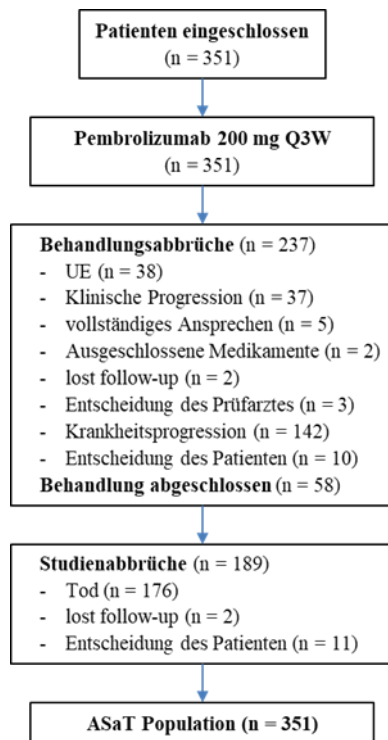 Patienten eingeschlossen
(n = 351)
Pembrolizumab 200 mg Q3W
(n = 351)
Behandlungsabbrüche (n = 237)
- UE (n = 38)
- Klinische Progression (n = 37)
- vollständiges Ansprechen (n = 5)
- Ausgeschlossene Medikamente (n = 2)
- lost follow-up (n = 2)
- Entscheidung des Prüfarztes (n = 3)
- Krankheitsprogression (n = 142)
- Entscheidung des Patienten (n = 10)
Behandlung abgeschlossen (n = 58)
Studienabbrüche (n = 189)
- Tod (n = 176)
- lost follow-up (n = 2)
- Entscheidung des Patienten (n = 11)
ASaT Population (n = 351)